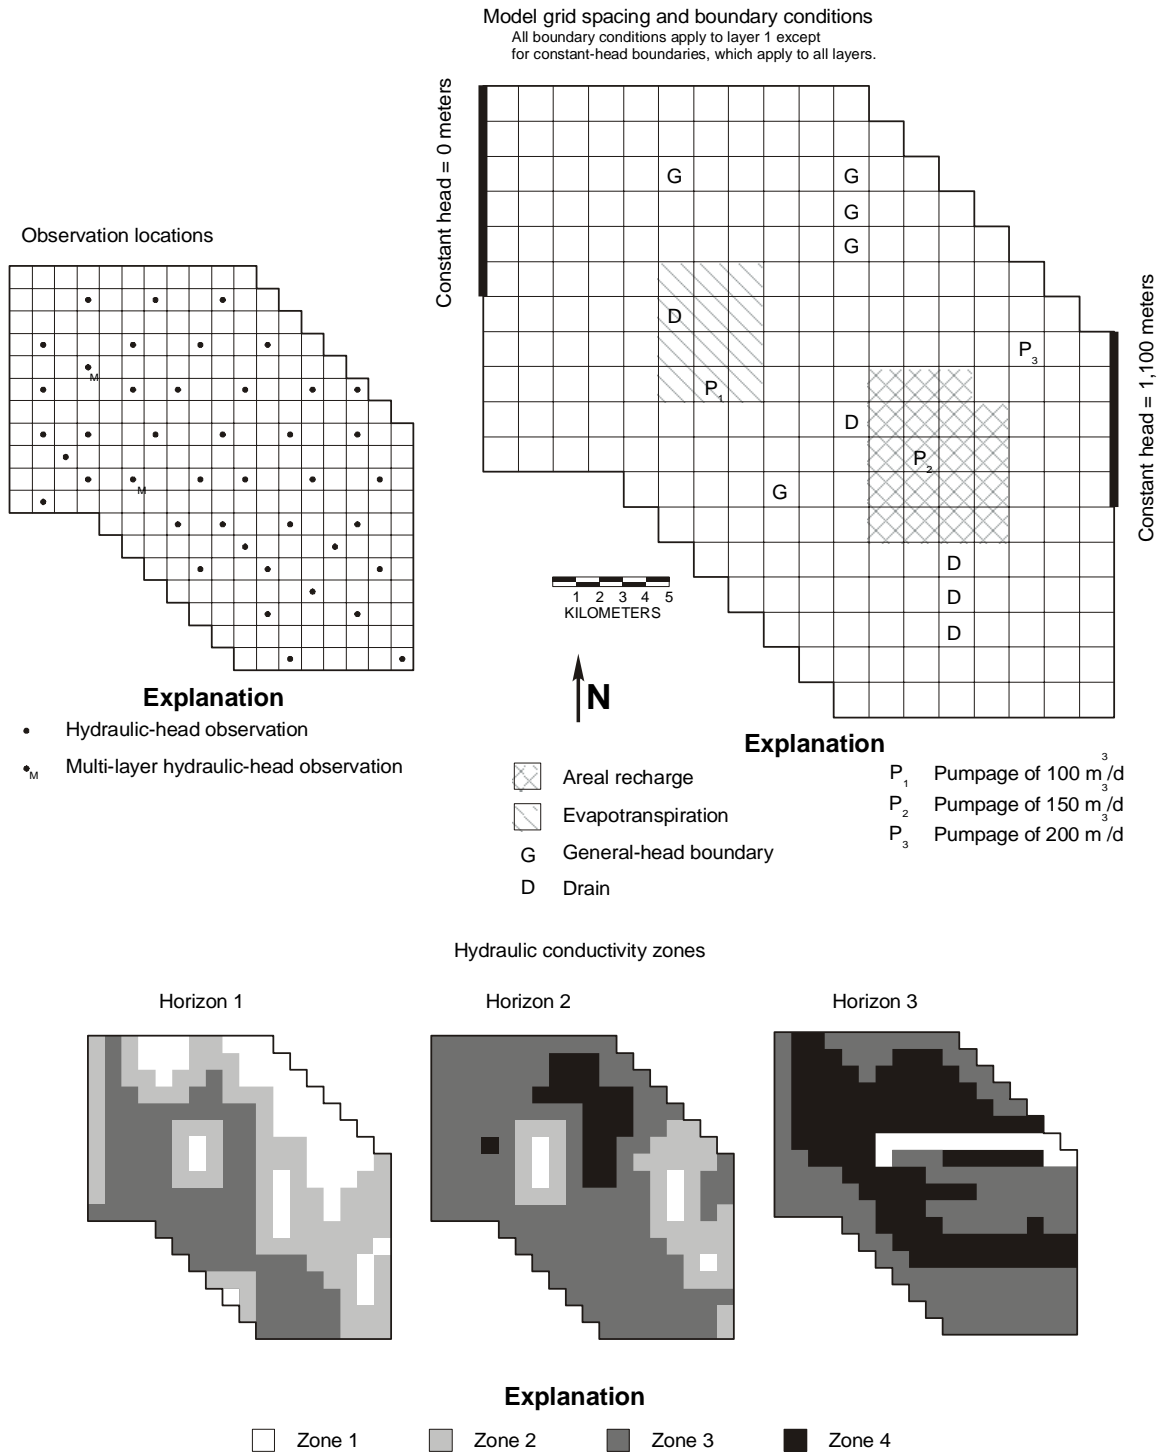 Model grid spacing and boundary conditions
All boundary conditions apply to layer 1 except
for constant-head boundaries, which apply to all layers.
Constant head = 0 meters
G
G
G
G
D
P3
P1
D
P2
G
D
D
D
Constant head = 1,100 meters
1 2 3 4 5
KILOMETERS
N
Observation locations
M
M
Explanation
Hydraulic-head observation
M Multi-layer hydraulic-head observation
Explanation
Areal recharge
Evapotranspiration
G General-head boundary
D Drain
P1 Pumpage of 100 m3/d
P2 Pumpage of 150 m3/d
P3 Pumpage of 200 m3/d
Hydraulic conductivity zones
Horizon 1
Horizon 2
Horizon 3
Explanation
Zone 1 Zone 2 Zone 3 Zone 4